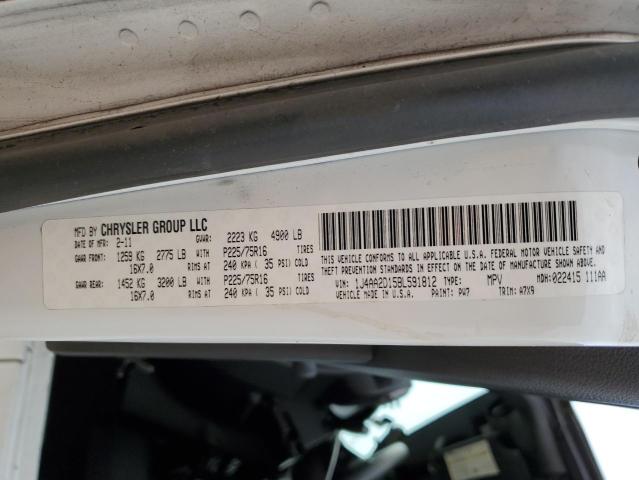 MFD BY CHRYSLER GROUP LLC
DATE OF MFR: 2-11 GVWR: 2223 KG 4900 LB
GAWR FRONT: 1259 KG 2775 LB WITH P225/75R16 TIRES
16X7.0 RIMS AT 240 KPA ( 35 PSI) COLD
GAWR REAR: 1452 KG 3200 LB WITH P225/75R16 TIRES
16X7.0 RIMS AT 240 KPA ( 35 PSI) COLD
THIS VEHICLE CONFORMS TO ALL APPLICABLE U.S.A. FEDERAL MOTOR VEHICLE SAFETY AND
THEFT PREVENTION STANDARDS IN EFFECT ON THE DATE OF MANUFACTURE SHOWN ABOVE.
VIN: 1J4AA2D15BL591812 TYPE: MPV MDH: 022415 111AA
VEHICLE MADE IN U.S.A. PAINT: PW7 TRIM: A7X9